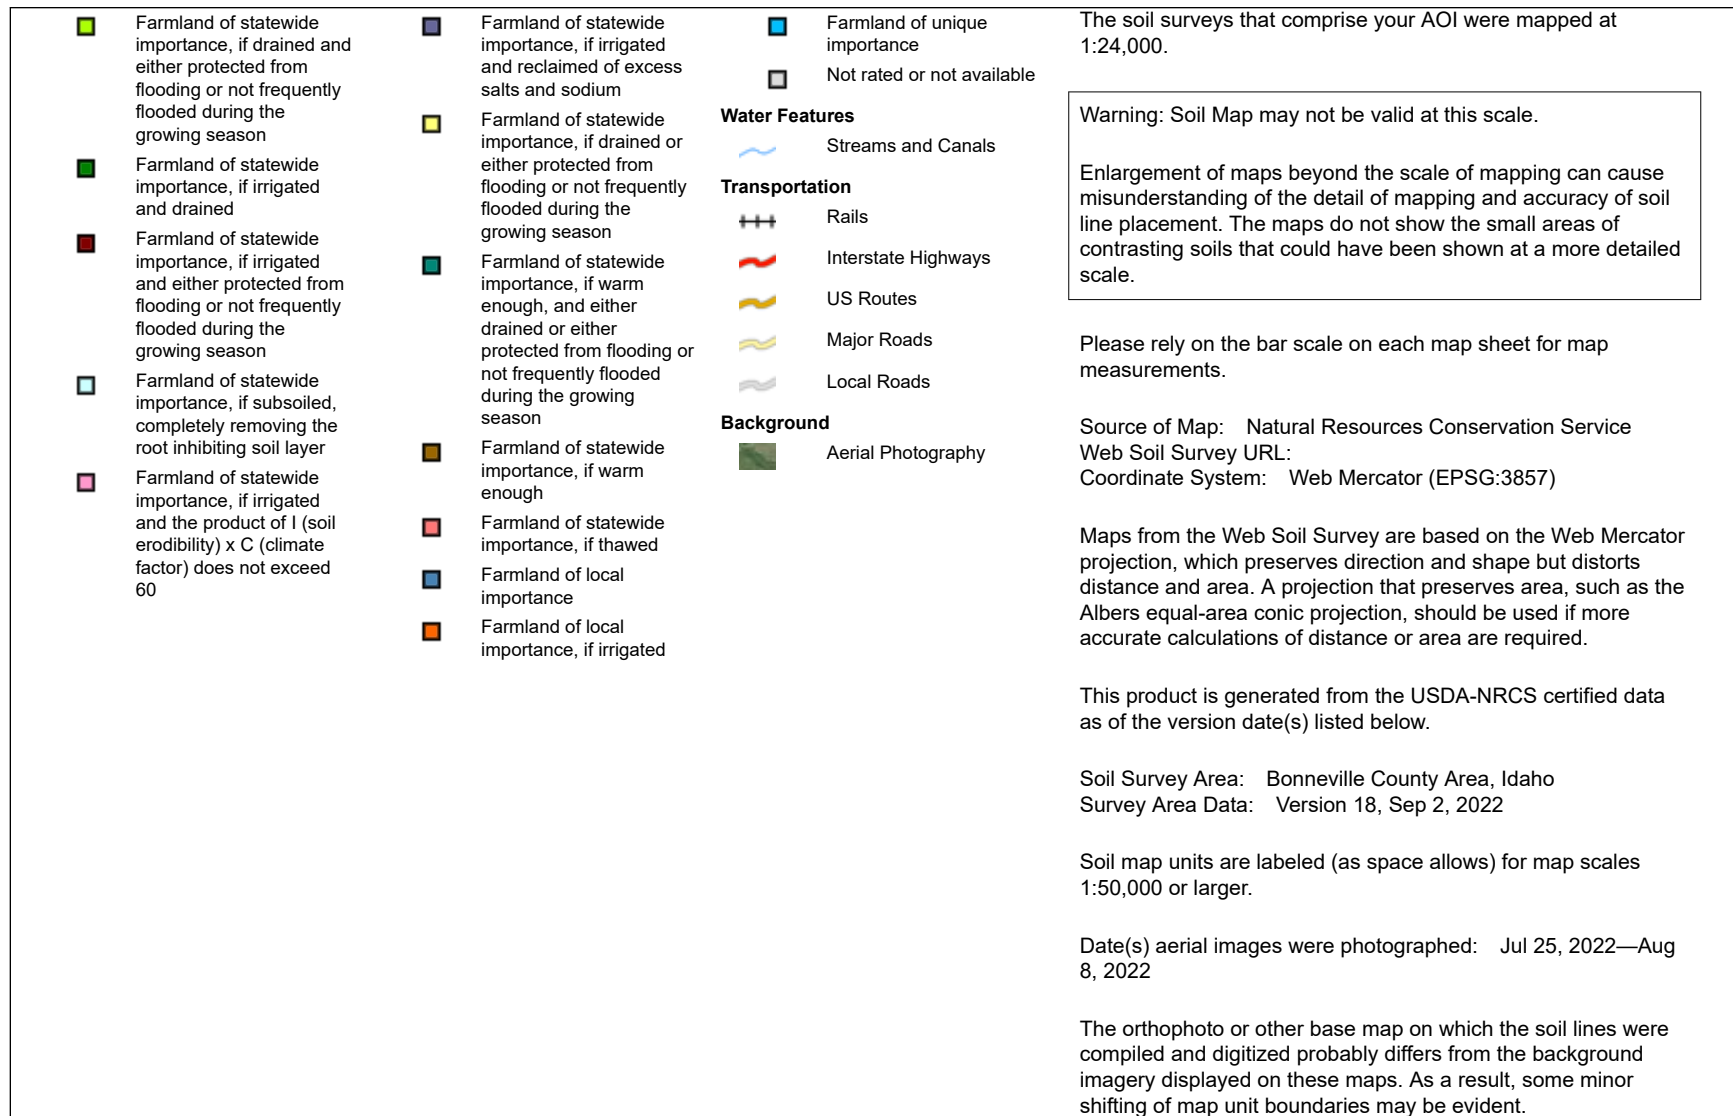 Farmland of statewide
importance, if drained and
either protected from
flooding or not frequently
flooded during the
growing season
Farmland of statewide
importance, if irrigated
and drained
Farmland of statewide
importance, if irrigated
and either protected from
flooding or not frequently
flooded during the
growing season
Farmland of statewide
importance, if subsoiled,
completely removing the
root inhibiting soil layer
Farmland of statewide
importance, if irrigated
and the product of I (soil
erodibility) x C (climate
factor) does not exceed
60
Farmland of statewide
importance, if irrigated
and reclaimed of excess
salts and sodium
Farmland of statewide
importance, if drained or
either protected from
flooding or not frequently
flooded during the
growing season
Farmland of statewide
importance, if warm
enough, and either
drained or either
protected from flooding or
not frequently flooded
during the growing
season
Farmland of statewide
importance, if warm
enough
Farmland of statewide
importance, if thawed
Farmland of local
importance
Farmland of local
importance, if irrigated
Farmland of unique
importance
Not rated or not available
Water Features
Streams and Canals
Transportation
Rails
Interstate Highways
US Routes
Major Roads
Local Roads
Background
Aerial Photography
The soil surveys that comprise your AOI were mapped at
1:24,000.
Warning: Soil Map may not be valid at this scale.
Enlargement of maps beyond the scale of mapping can cause
misunderstanding of the detail of mapping and accuracy of soil
line placement. The maps do not show the small areas of
contrasting soils that could have been shown at a more detailed
scale.
Please rely on the bar scale on each map sheet for map
measurements.
Source of Map: Natural Resources Conservation Service
Web Soil Survey URL:
Coordinate System: Web Mercator (EPSG:3857)
Maps from the Web Soil Survey are based on the Web Mercator
projection, which preserves direction and shape but distorts
distance and area. A projection that preserves area, such as the
Albers equal-area conic projection, should be used if more
accurate calculations of distance or area are required.
This product is generated from the USDA-NRCS certified data
as of the version date(s) listed below.
Soil Survey Area: Bonneville County Area, Idaho
Survey Area Data: Version 18, Sep 2, 2022
Soil map units are labeled (as space allows) for map scales
1:50,000 or larger.
Date(s) aerial images were photographed: Jul 25, 2022—Aug
8, 2022
The orthophoto or other base map on which the soil lines were
compiled and digitized probably differs from the background
imagery displayed on these maps. As a result, some minor
shifting of map unit boundaries may be evident.